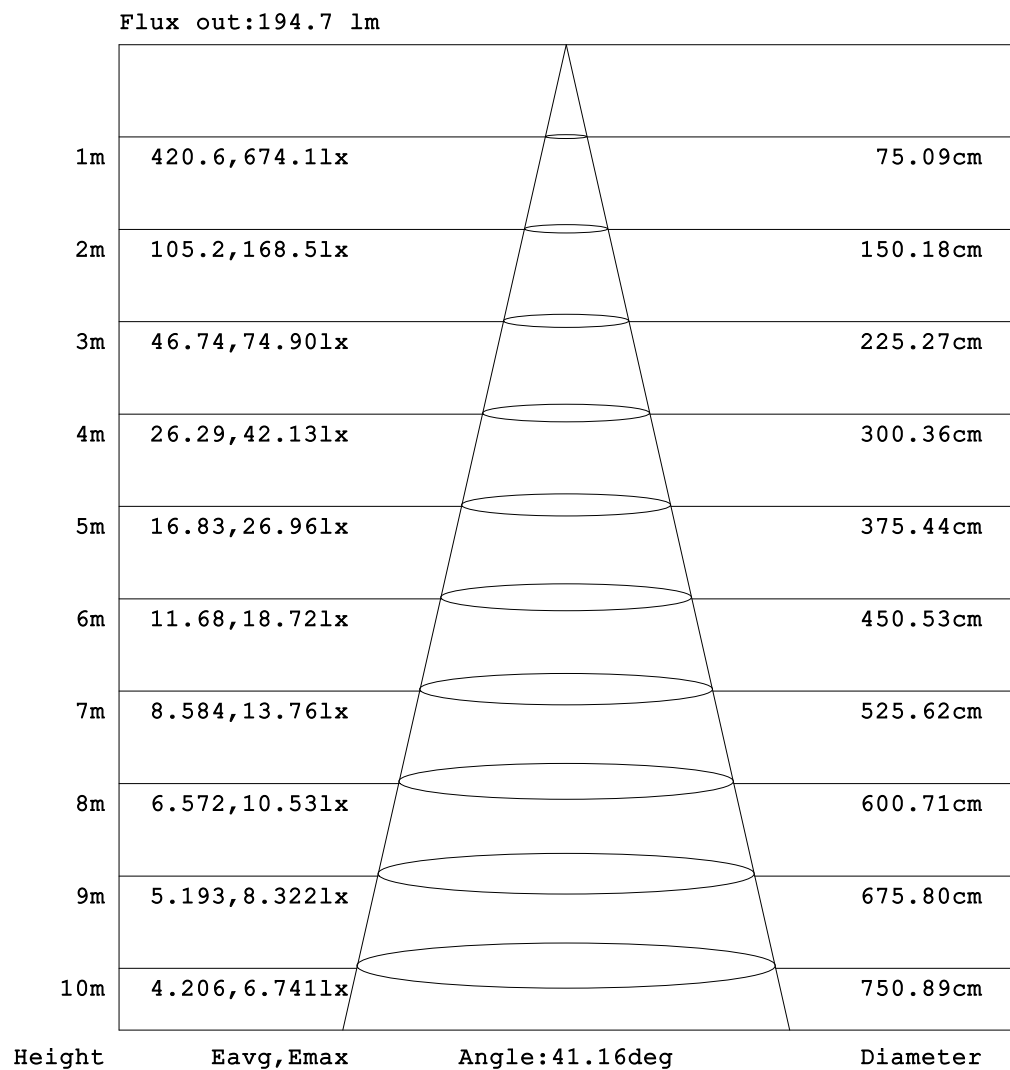 Flux out:194.7 lm
1m 420.6,674.1lx 75.09cm
2m 105.2,168.5lx 150.18cm
3m 46.74,74.90lx 225.27cm
4m 26.29,42.13lx 300.36cm
5m 16.83,26.96lx 375.44cm
6m 11.68,18.72lx 450.53cm
7m 8.584,13.76lx 525.62cm
8m 6.572,10.53lx 600.71cm
9m 5.193,8.322lx 675.80cm
10m 4.206,6.741lx 750.89cm
Height Eavg,Emax Angle:41.16deg Diameter